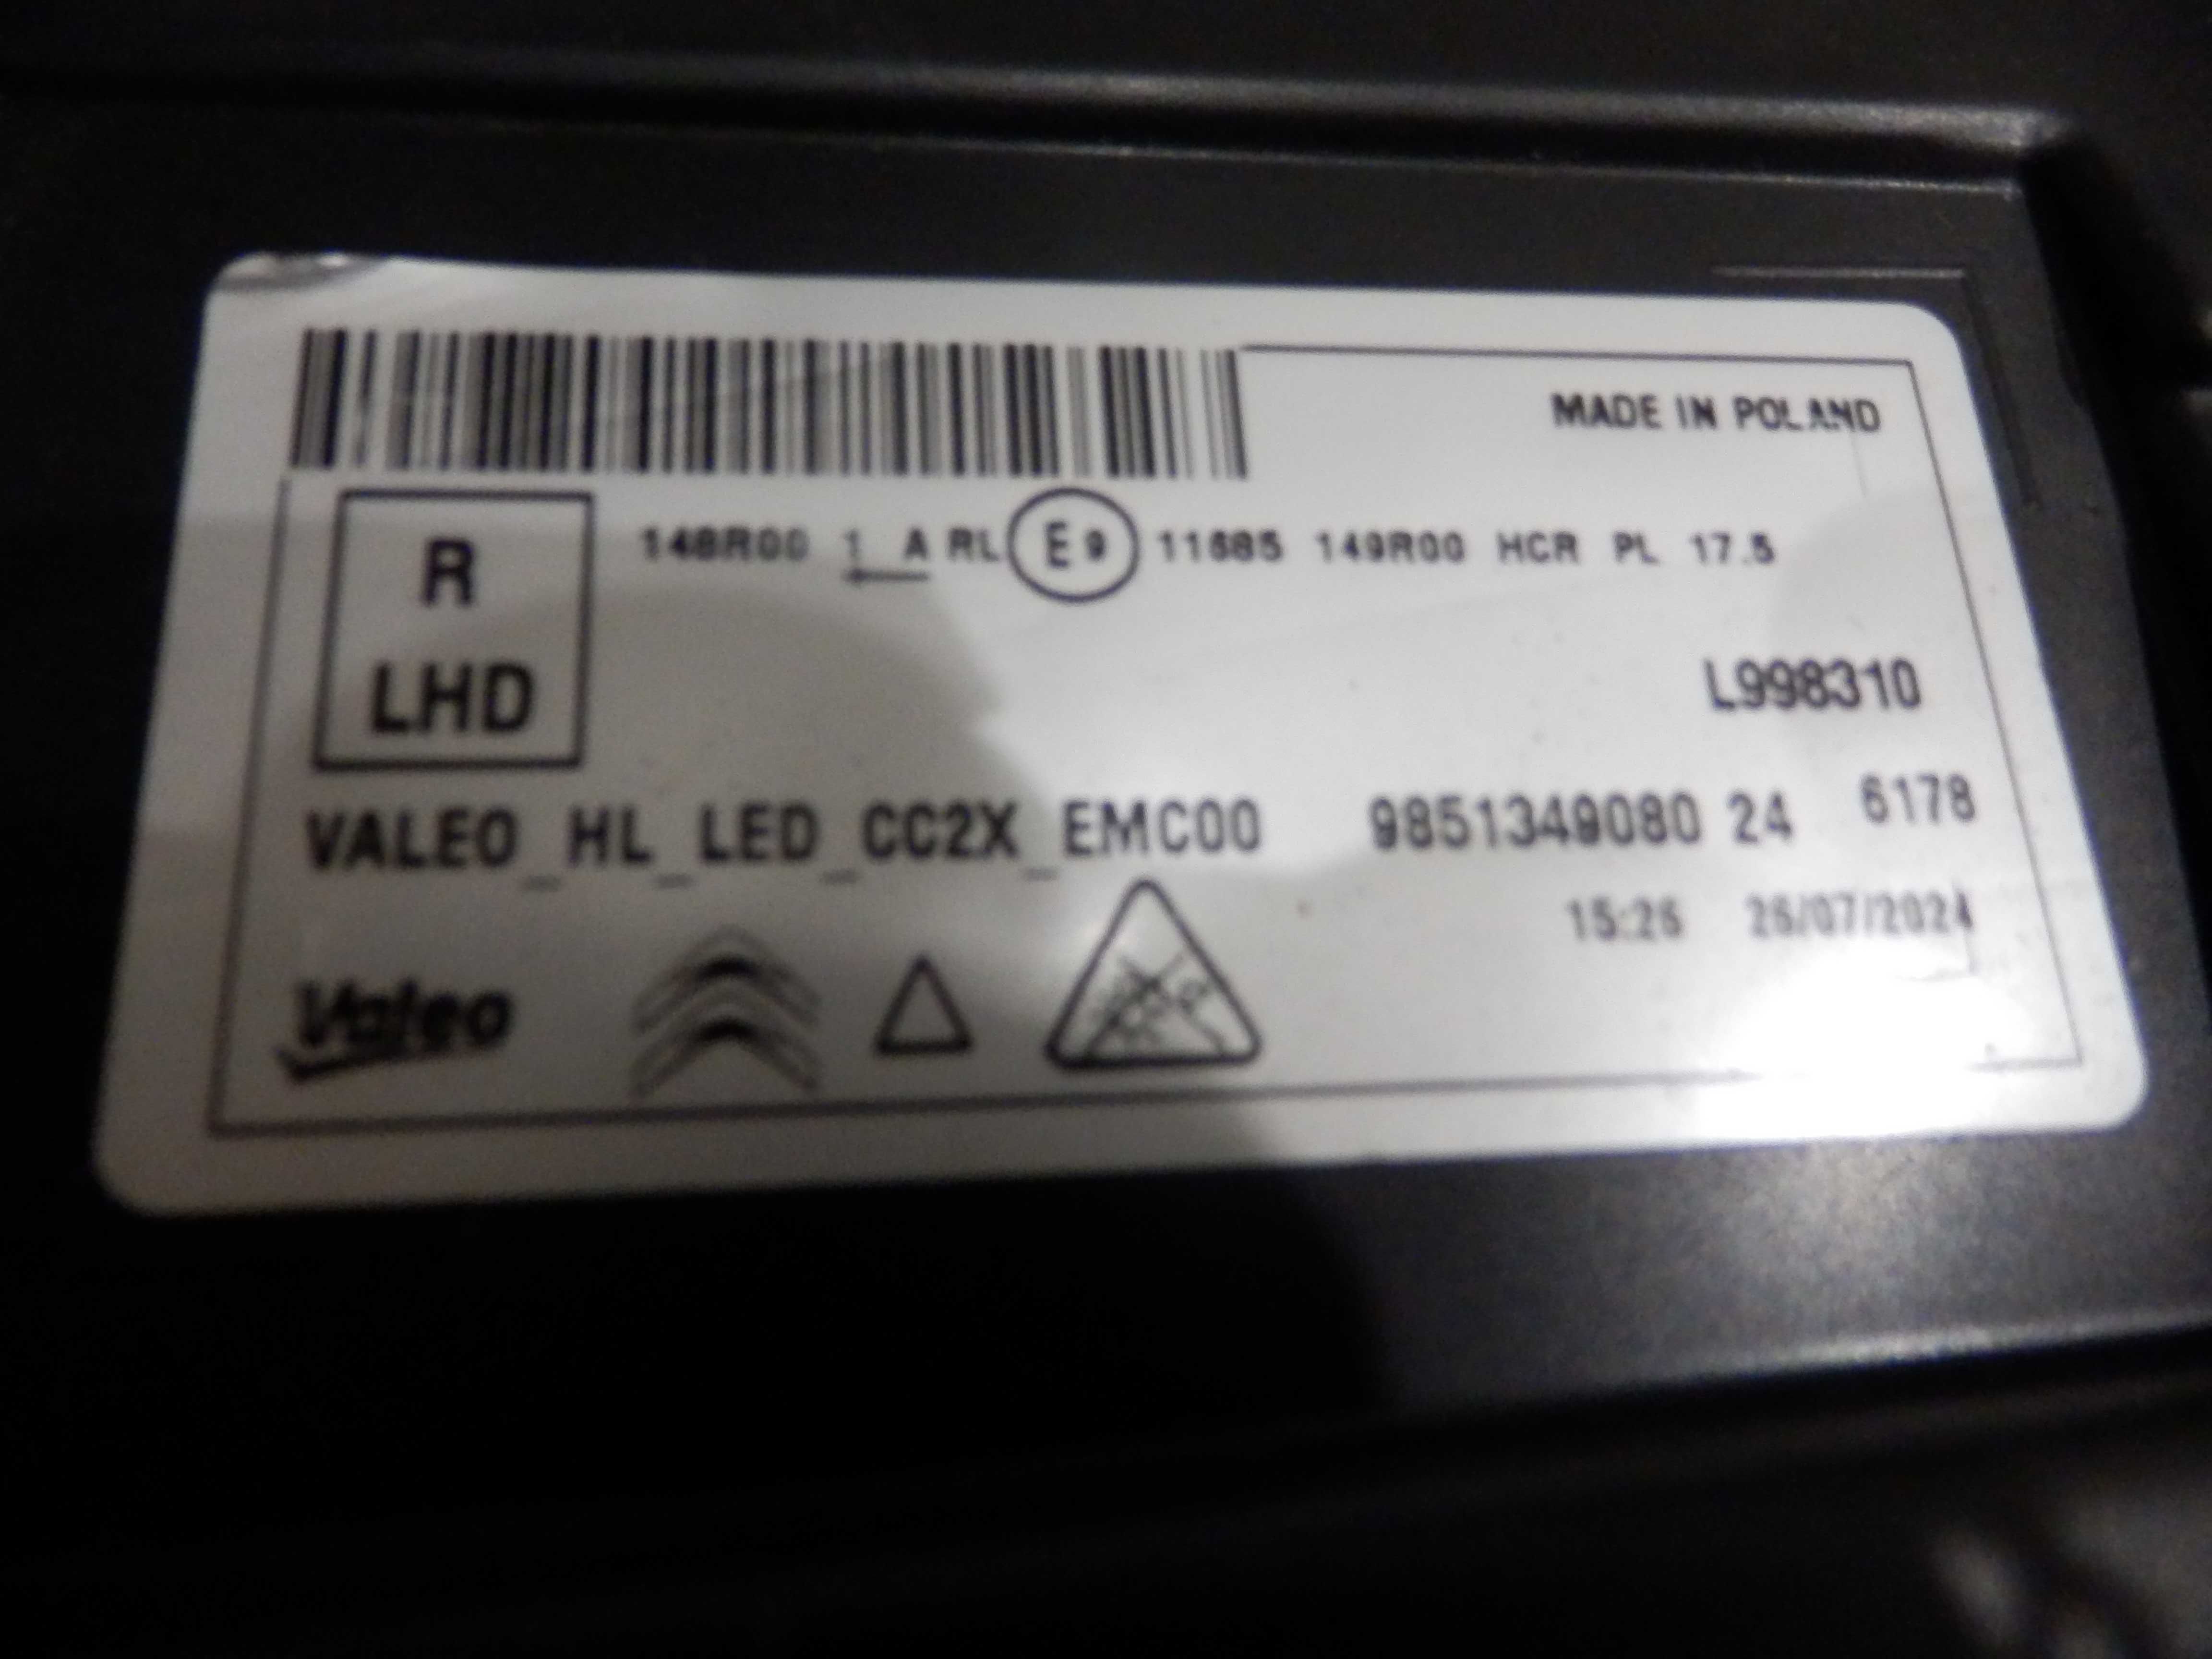 MADE IN POLAND
R
LHD
148R00 1 A RL E9 11685 149R00 HCR PL 17.5
L998310
VALEO_HL_LED_CC2X_EMC00 9851349080 24 6178
15:26 26/07/2024
Valeo